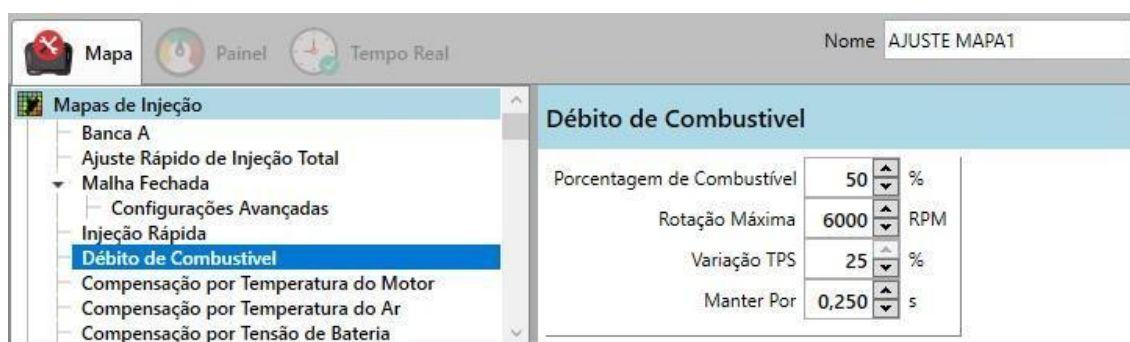 Mapa
Painel
Tempo Real
Nome AJUSTE MAPA1
Mapas de Injeção
Banca A
Ajuste Rápido de Injeção Total
Malha Fechada
Configurações Avançadas
Injeção Rápida
Débito de Combustivel
Compensação por Temperatura do Motor
Compensação por Temperatura do Ar
Compensação por Tensão de Bateria
Débito de Combustivel
Porcentagem de Combustível 50 %
Rotação Máxima 6000 RPM
Variação TPS 25 %
Manter Por 0,250 s